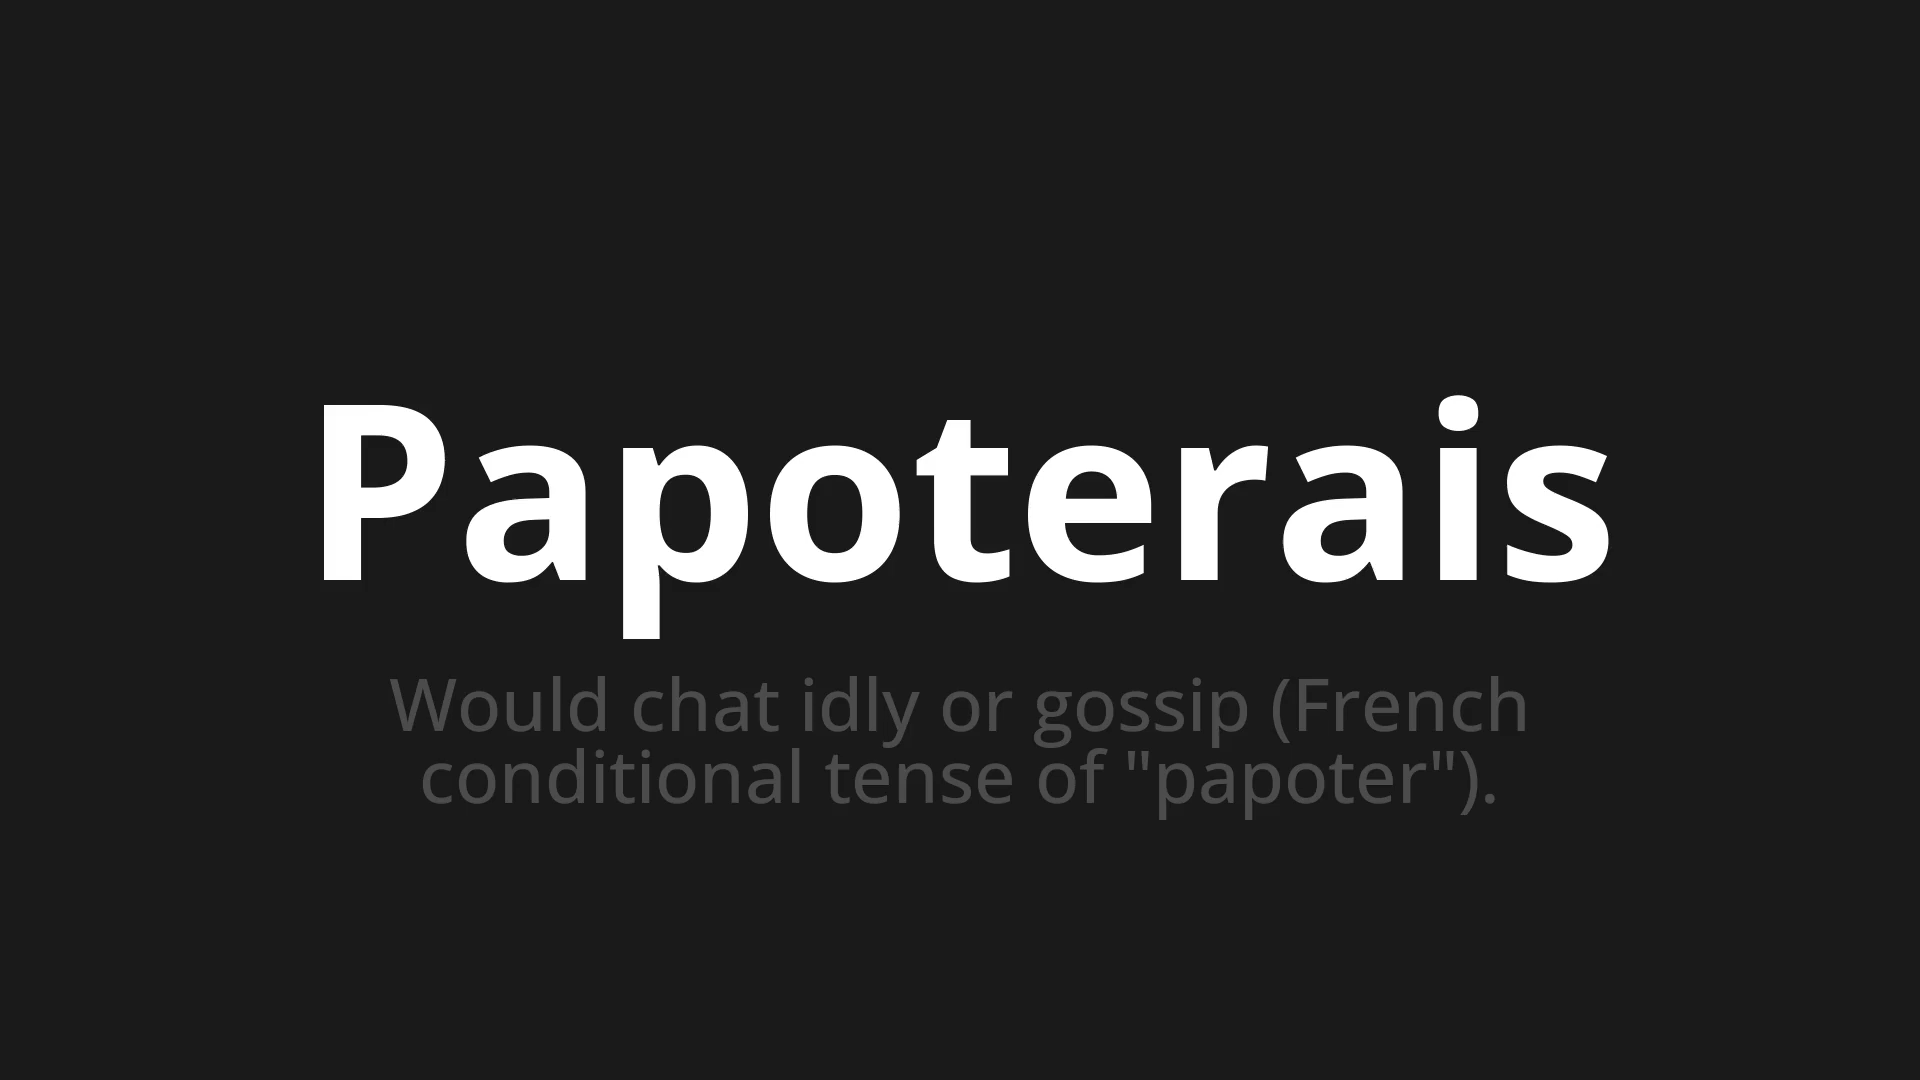 Papoterais
Would chat idly or gossip (French
conditional tense of "papoter").